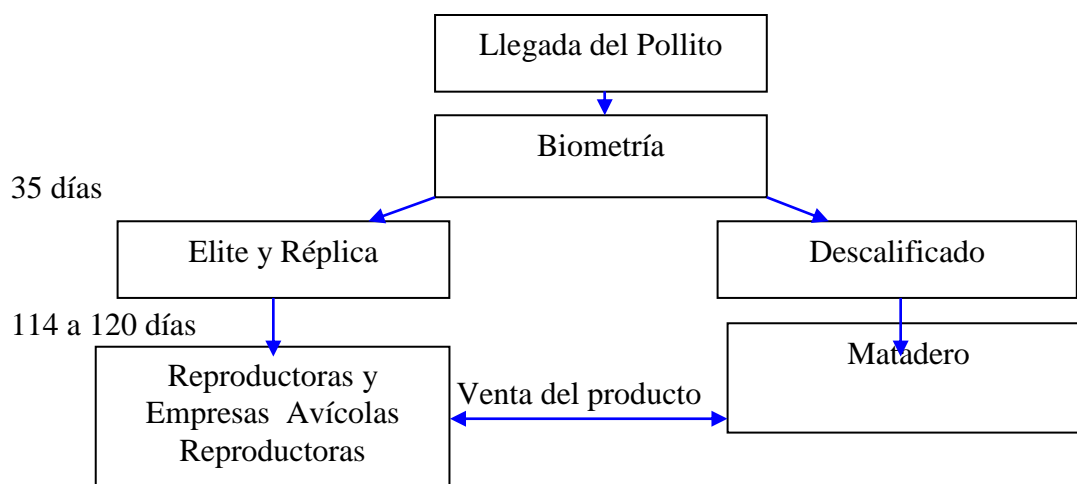 Llegada del Pollito
Biometría
35 días
Elite y Réplica
Descalificado
114 a 120 días
Matadero
Reproductoras y
Empresas Avícolas
Reproductoras
Venta del producto